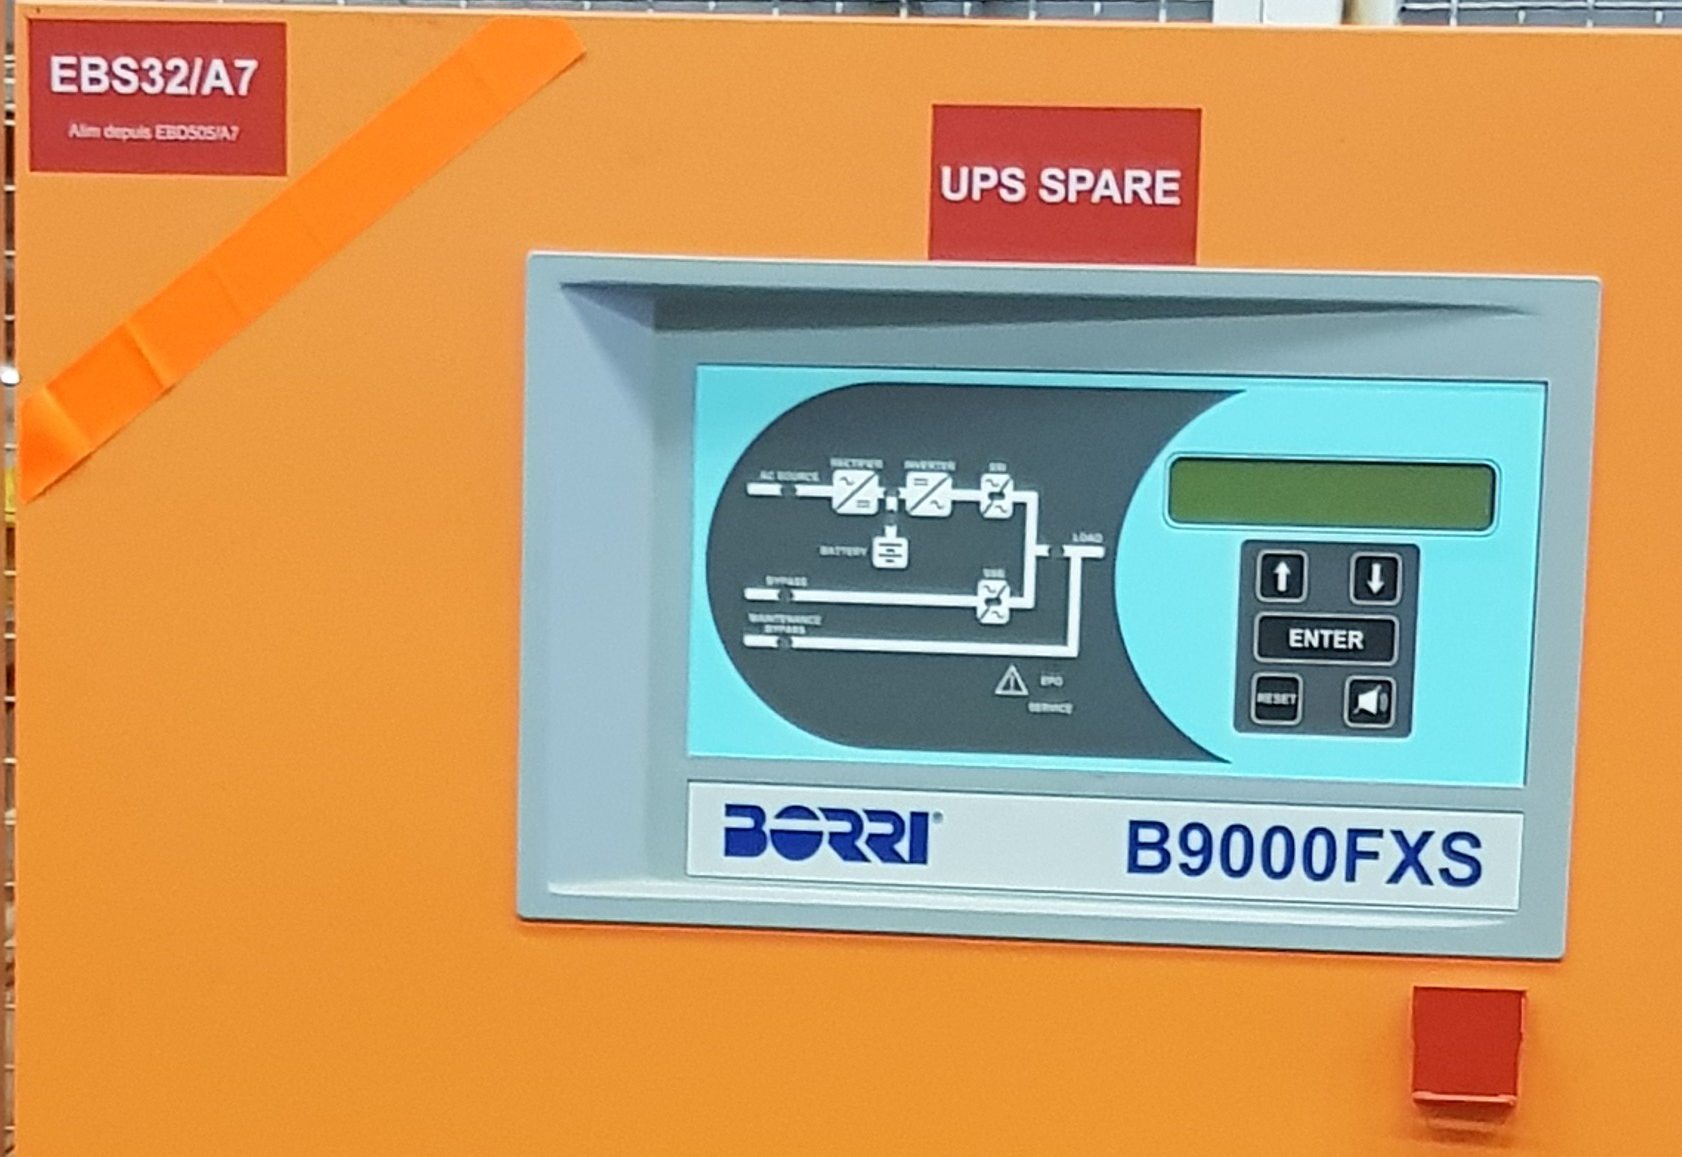 EBS32/A7
Alim depuis EBD505/A7
UPS SPARE
AC SOURCE
RECTIFIER
INVERTER
SSI
BATTERY
LOAD
BYPASS
SSB
MAINTENANCE
BYPASS
EPO
SERVICE
ENTER
RESET
BORRI®
B9000FXS